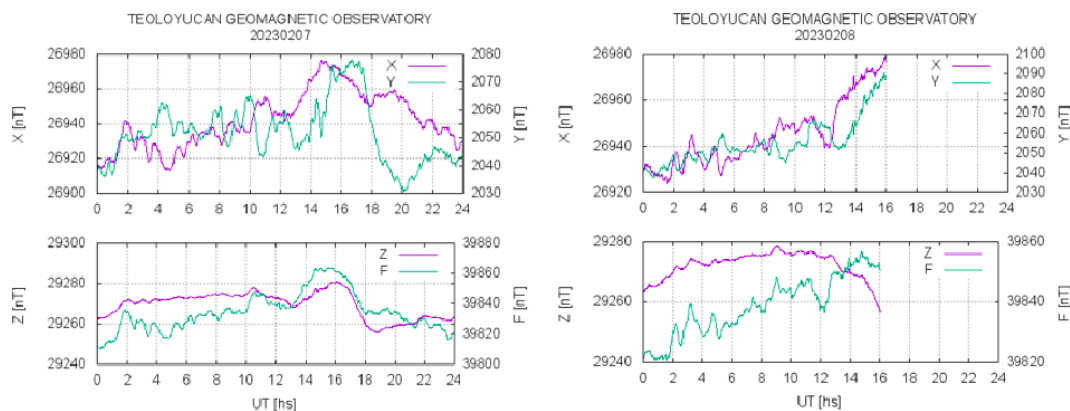 TEOLOYUCAN GEOMAGNETIC OBSERVATORY
20230207
X [nT]
26980
26960
26940
26920
26900
X
Y
2080
2070
2060
2050
2040
2030
Y [nT]
0 2 4 6 8 10 12 14 16 18 20 22 24
Z [nT]
29300
29280
29260
29240
Z
F
39880
39860
39840
39820
39800
F [nT]
0 2 4 6 8 10 12 14 16 18 20 22 24
UT [hs]
TEOLOYUCAN GEOMAGNETIC OBSERVATORY
20230208
X [nT]
26980
26960
26940
26920
X
Y
2100
2090
2080
2070
2060
2050
2040
2030
Y [nT]
0 2 4 6 8 10 12 14 16 18 20 22 24
Z [nT]
29280
29260
29240
Z
F
39860
39840
39820
F [nT]
0 2 4 6 8 10 12 14 16 18 20 22 24
UT [hs]